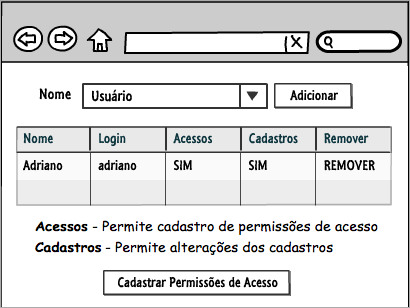 Nome Usuário Adicionar
Nome Login Acessos Cadastros Remover
Adriano adriano SIM SIM REMOVER
Acessos - Permite cadastro de permissões de acesso
Cadastros - Permite alterações dos cadastros
Cadastrar Permissões de Acesso